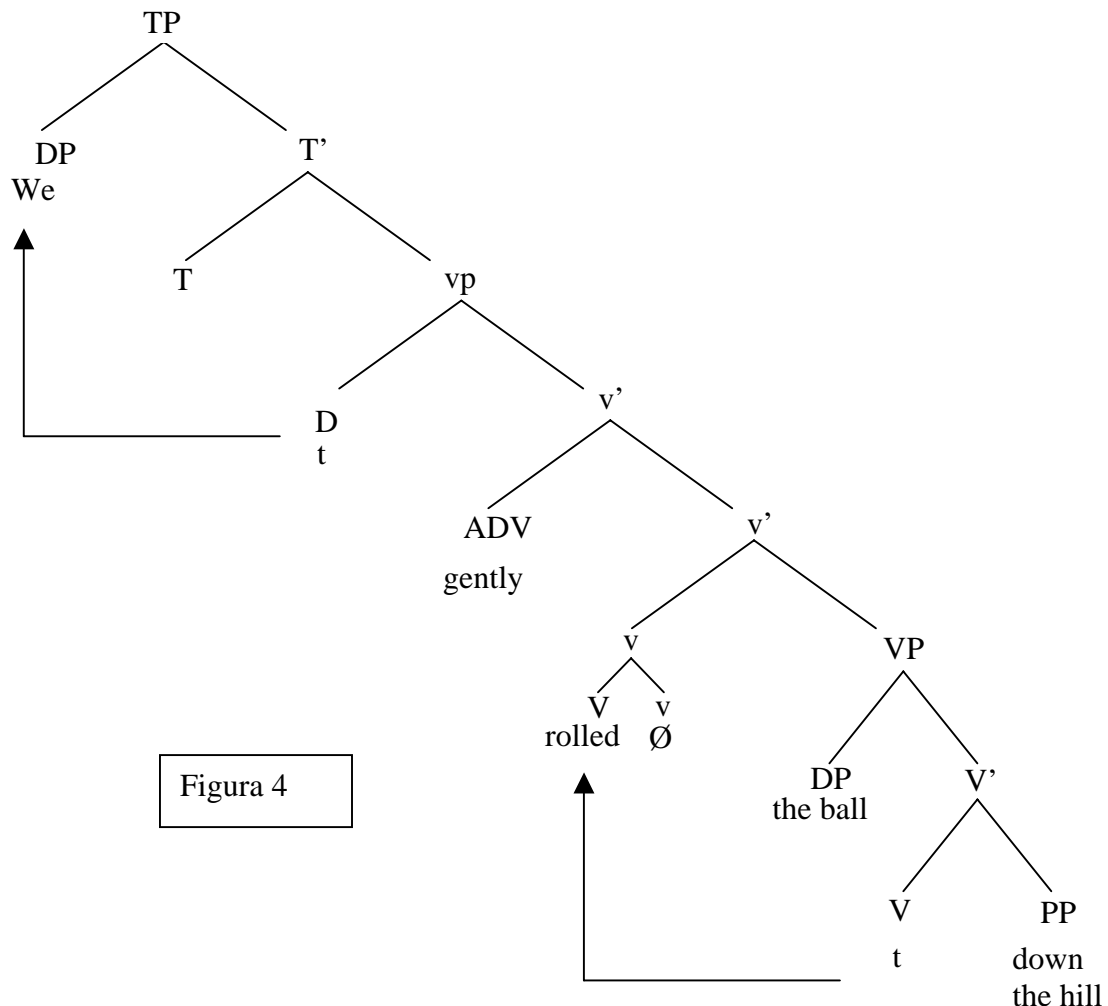 TP
DP
We
T’
T
vp
D
t
v’
ADV
gently
v’
v
VP
V
rolled
v
Ø
DP
the ball
V’
V
t
PP
down
the hill
Figura 4